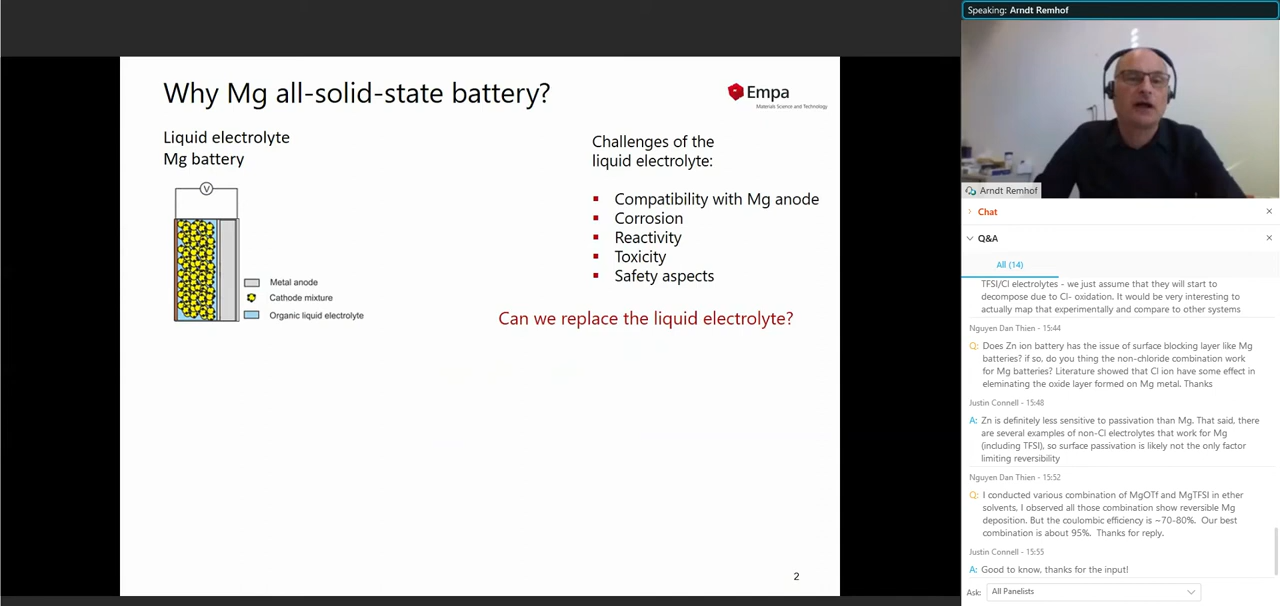 Speaking: Arndt Remhof
Why Mg all-solid-state battery?
Empa
Materials Science and Technology
Liquid electrolyte
Mg battery
V
Metal anode
Cathode mixture
Organic liquid electrolyte
Challenges of the
liquid electrolyte:
Compatibility with Mg anode
Corrosion
Reactivity
Toxicity
Safety aspects
Can we replace the liquid electrolyte?
2
Arndt Remhof
Chat
Q&A
All (14)
TFSI/Cl electrolytes - we just assume that they will start to
decompose due to Cl- oxidation. It would be very interesting to
actually map that experimentally and compare to other systems
Nguyen Dan Thien - 15:44
Q: Does Zn ion battery has the issue of surface blocking layer like Mg
batteries? if so, do you thing the non-chloride combination work
for Mg batteries? Literature showed that Cl ion have some effect in
eleminating the oxide layer formed on Mg metal. Thanks
Justin Connell - 15:48
A: Zn is definitely less sensitive to passivation than Mg. That said, there
are several examples of non-Cl electrolytes that work for Mg
(including TFSI), so surface passivation is likely not the only factor
limiting reversibility
Nguyen Dan Thien - 15:52
Q: I conducted various combination of MgOTf and MgTFSI in ether
solvents, I observed all those combination show reversible Mg
deposition. But the coulombic efficiency is ~70-80%. Our best
combination is about 95%. Thanks for reply.
Justin Connell - 15:55
A: Good to know, thanks for the input!
Ask: All Panelists